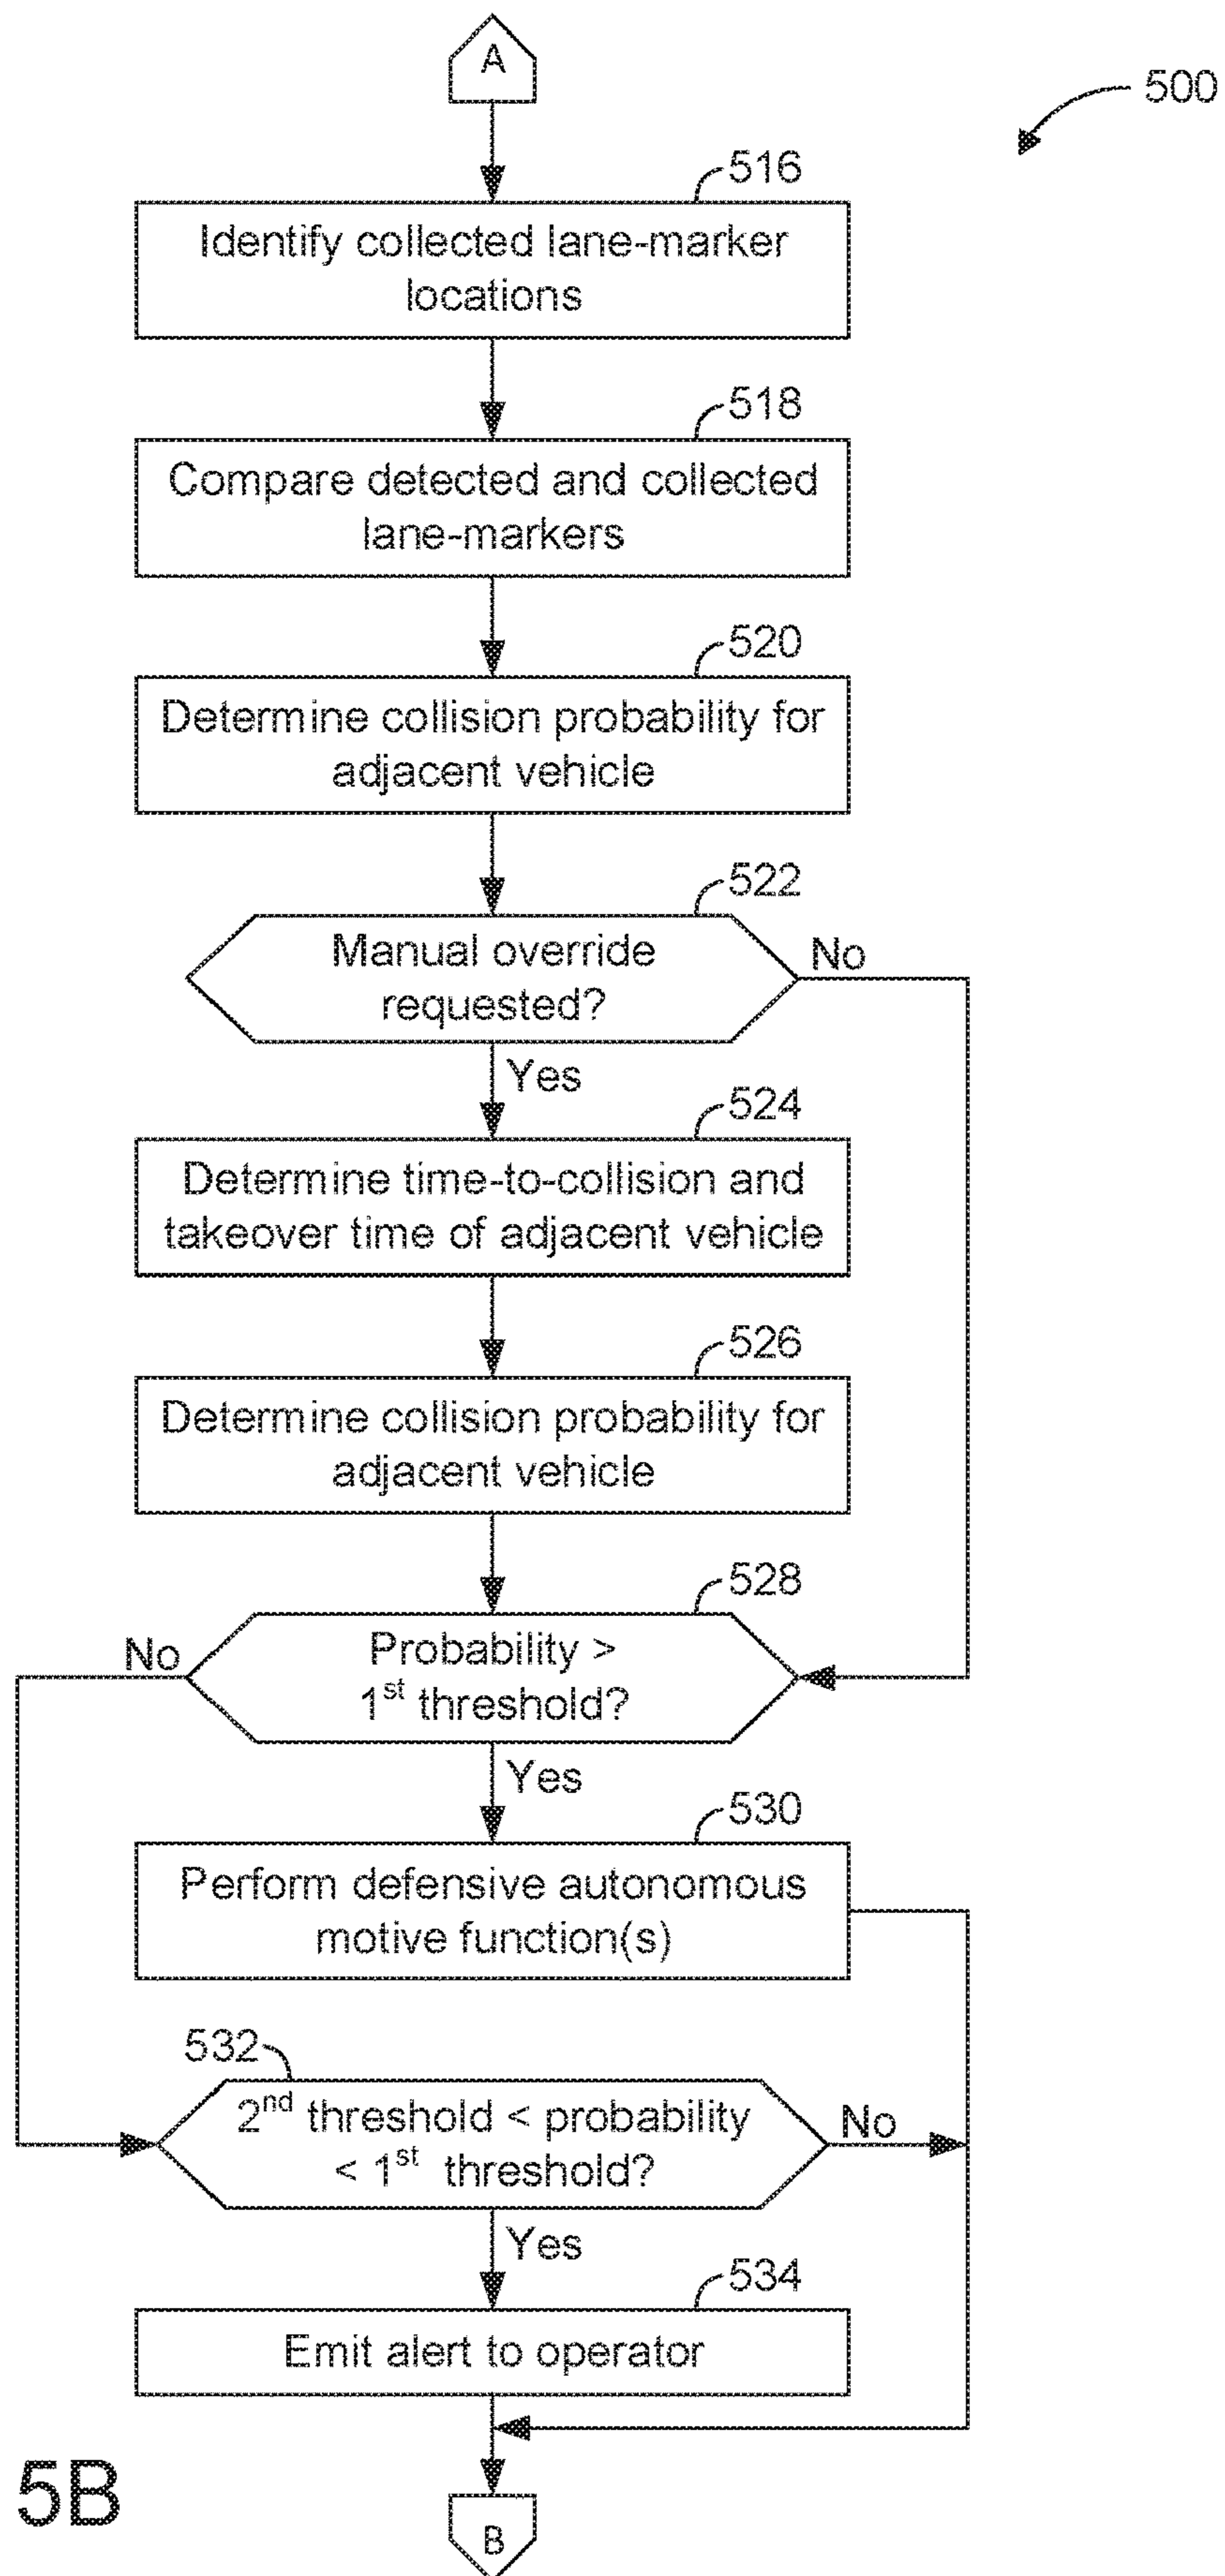 A
500
516
Identify collected lane-marker
locations
518
Compare detected and collected
lane-markers
520
Determine collision probability for
adjacent vehicle
522
Manual override
requested?
No
Yes
524
Determine time-to-collision and
takeover time of adjacent vehicle
526
Determine collision probability for
adjacent vehicle
528
No
Probability >
1st threshold?
Yes
530
Perform defensive autonomous
motive function(s)
532
2nd threshold < probability
< 1st threshold?
No
Yes
534
Emit alert to operator
5B
B